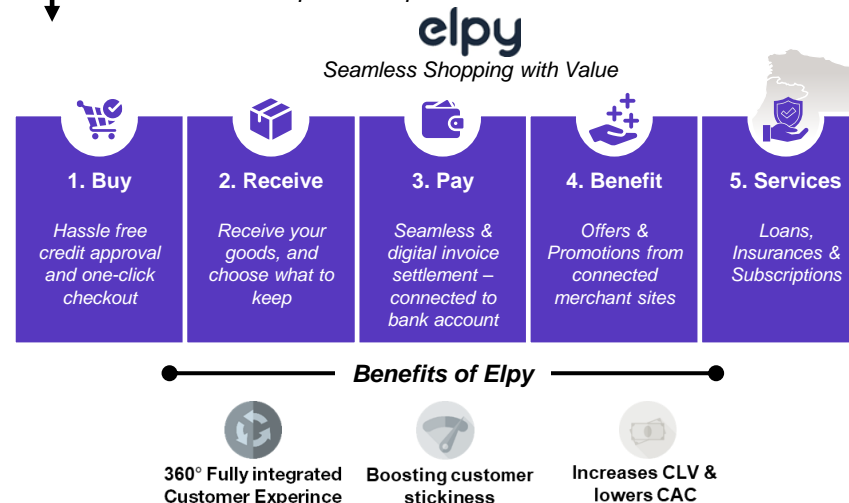 elpy
Seamless Shopping with Value
1. Buy
Hassle free
credit approval
and one-click
checkout
2. Receive
Receive your
goods, and
choose what to
keep
3. Pay
Seamless &
digital invoice
settlement –
connected to
bank account
4. Benefit
Offers &
Promotions from
connected
merchant sites
5. Services
Loans,
Insurances &
Subscriptions
Benefits of Elpy
360° Fully integrated
Customer Experince
Boosting customer
stickiness
Increases CLV &
lowers CAC